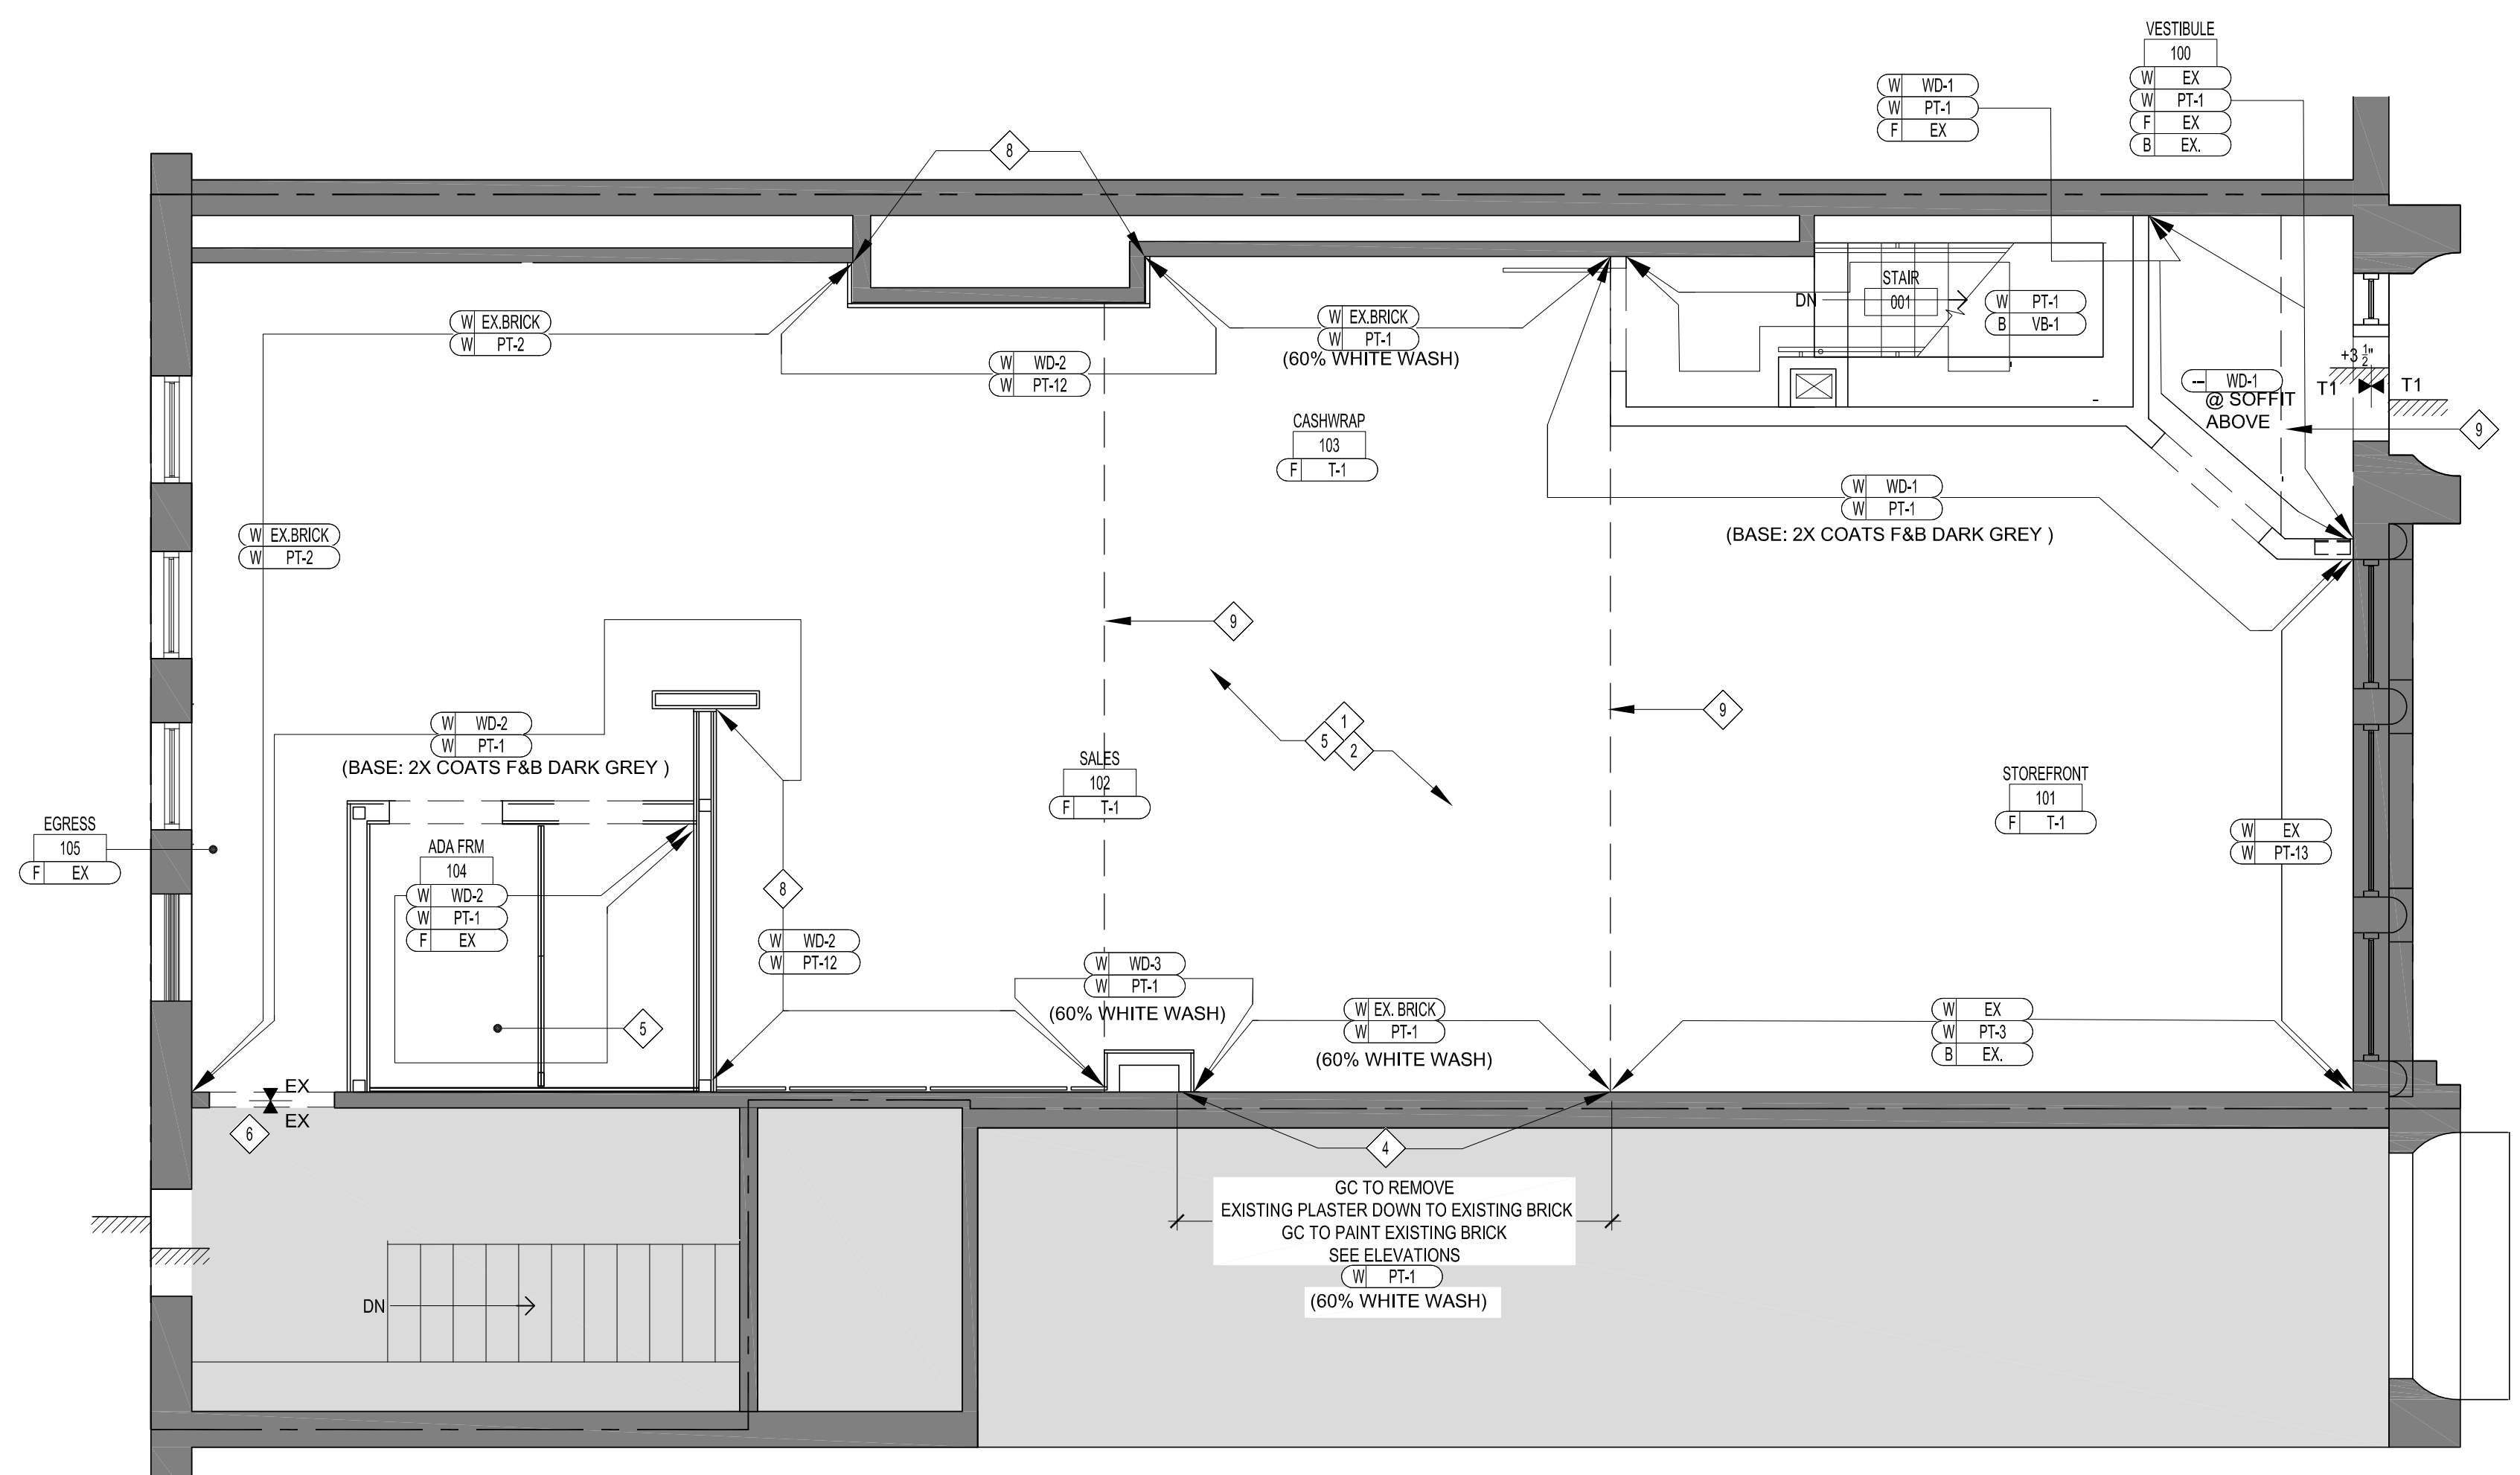 VESTIBULE
100
W EX
W PT-1
F EX
B EX.
W WD-1
W PT-1
F EX
8
W EX.BRICK
W PT-2
W WD-2
W PT-12
W EX.BRICK
W PT-1
(60% WHITE WASH)
STAIR
001
DN
W PT-1
B VB-1
+3 1/2"
T1
T1
--- WD-1
@ SOFFIT
ABOVE
9
CASHWRAP
103
F T-1
W WD-1
W PT-1
(BASE: 2X COATS F&B DARK GREY )
W EX.BRICK
W PT-2
9
9
1
5
2
W WD-2
W PT-1
(BASE: 2X COATS F&B DARK GREY )
SALES
102
F T-1
STOREFRONT
101
F T-1
EGRESS
105
F EX
W EX
W PT-13
ADA FRM
104
W WD-2
W PT-1
F EX
8
W WD-2
W PT-12
W WD-3
W PT-1
(60% WHITE WASH)
5
W EX. BRICK
W PT-1
(60% WHITE WASH)
W EX
W PT-3
B EX.
EX
EX
6
4
GC TO REMOVE
EXISTING PLASTER DOWN TO EXISTING BRICK
GC TO PAINT EXISTING BRICK
SEE ELEVATIONS
W PT-1
(60% WHITE WASH)
DN